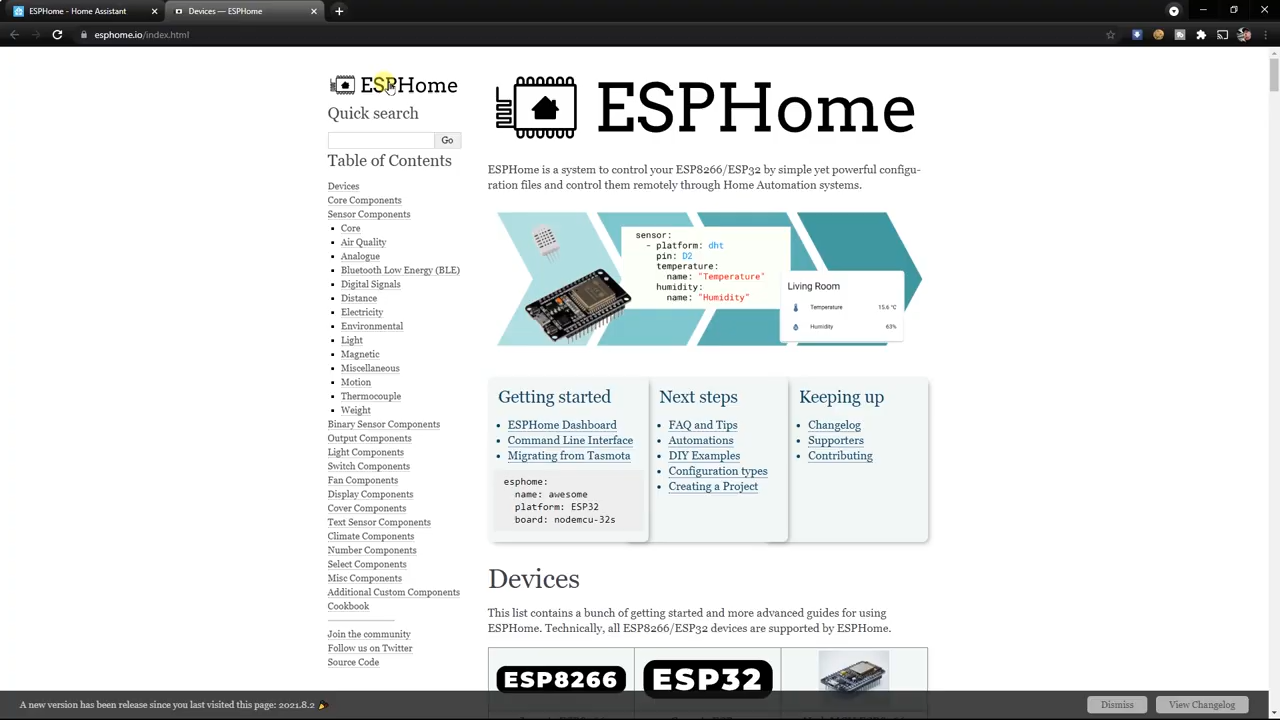 ESPHome - Home Assistant
Devices — ESPHome
esphome.io/index.html
ESPHome
Quick search
Go
Table of Contents
Devices
Core Components
Sensor Components
Core
Air Quality
Analogue
Bluetooth Low Energy (BLE)
Digital Signals
Distance
Electricity
Environmental
Light
Magnetic
Miscellaneous
Motion
Thermocouple
Weight
Binary Sensor Components
Output Components
Light Components
Switch Components
Fan Components
Display Components
Cover Components
Text Sensor Components
Climate Components
Number Components
Select Components
Misc Components
Additional Custom Components
Cookbook
Join the community
Follow us on Twitter
Source Code
ESPHome
ESPHome is a system to control your ESP8266/ESP32 by simple yet powerful configu-
ration files and control them remotely through Home Automation systems.
sensor:
- platform: dht
pin: D2
temperature:
name: "Temperature"
humidity:
name: "Humidity"
Living Room
Temperature 15.6 °C
Humidity 63%
Getting started
ESPHome Dashboard
Command Line Interface
Migrating from Tasmota
esphome:
name: awesome
platform: ESP32
board: nodemcu-32s
Next steps
FAQ and Tips
Automations
DIY Examples
Configuration types
Creating a Project
Keeping up
Changelog
Supporters
Contributing
Devices
This list contains a bunch of getting started and more advanced guides for using
ESPHome. Technically, all ESP8266/ESP32 devices are supported by ESPHome.
ESP8266
ESP32
A new version has been release since you last visited this page: 2021.8.2 🎉
Dismiss
View Changelog